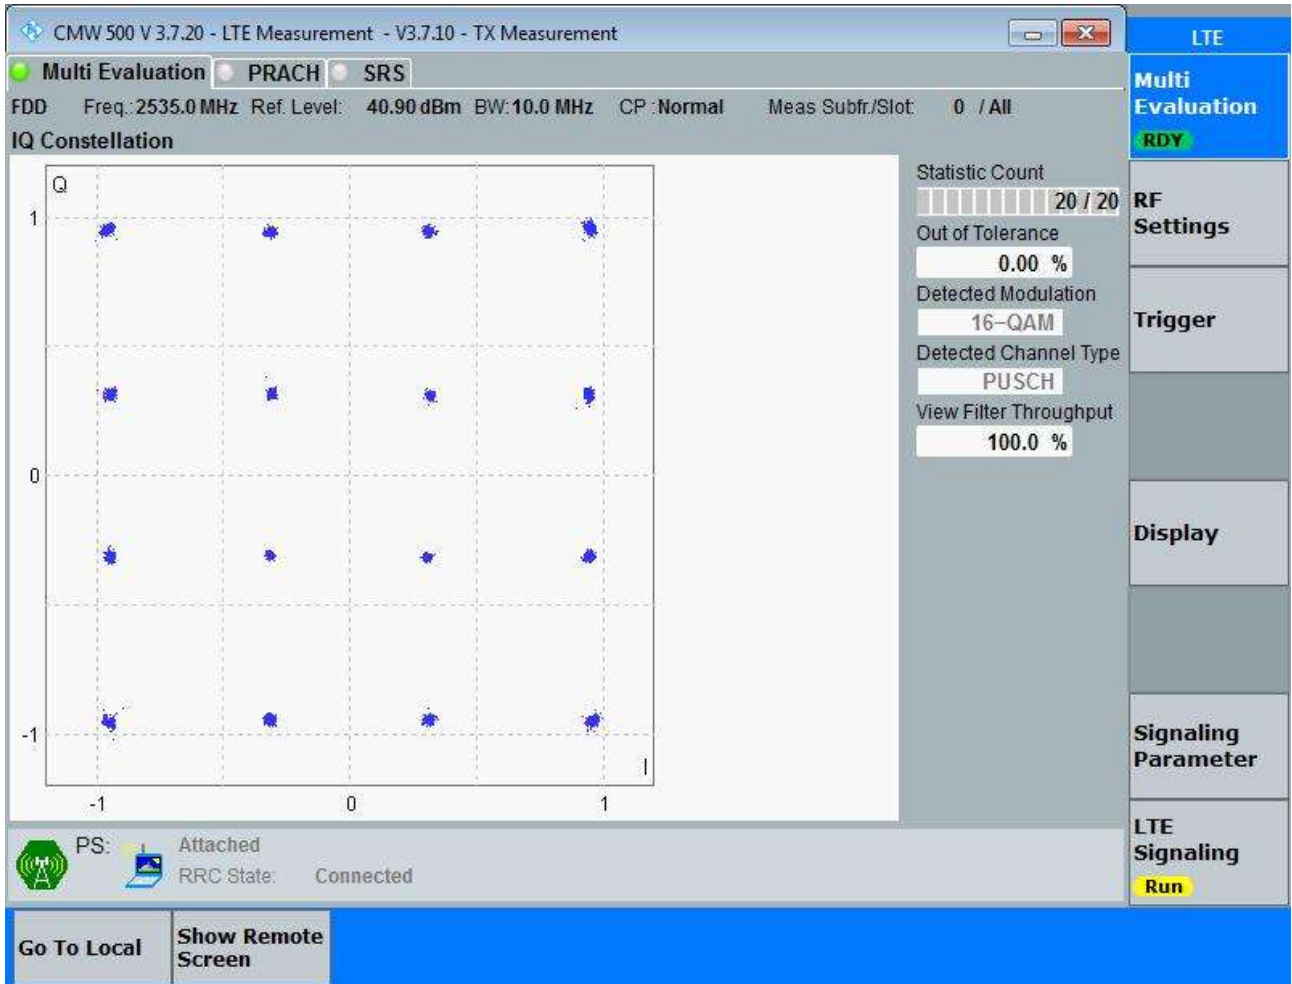 CMW 500 V 3.7.20 - LTE Measurement - V3.7.10 - TX Measurement
LTE
Multi Evaluation PRACH SRS
FDD Freq.: 2535.0 MHz Ref. Level: 40.90 dBm BW: 10.0 MHz CP : Normal Meas Subfr./Slot: 0 / All
IQ Constellation
Q
1
0
-1
-1 0 1
I
Statistic Count
20 / 20
Out of Tolerance
0.00 %
Detected Modulation
16-QAM
Detected Channel Type
PUSCH
View Filter Throughput
100.0 %
Multi
Evaluation
RDY
RF
Settings
Trigger
Display
Signaling
Parameter
LTE
Signaling
Run
PS: Attached
RRC State: Connected
Go To Local
Show Remote
Screen